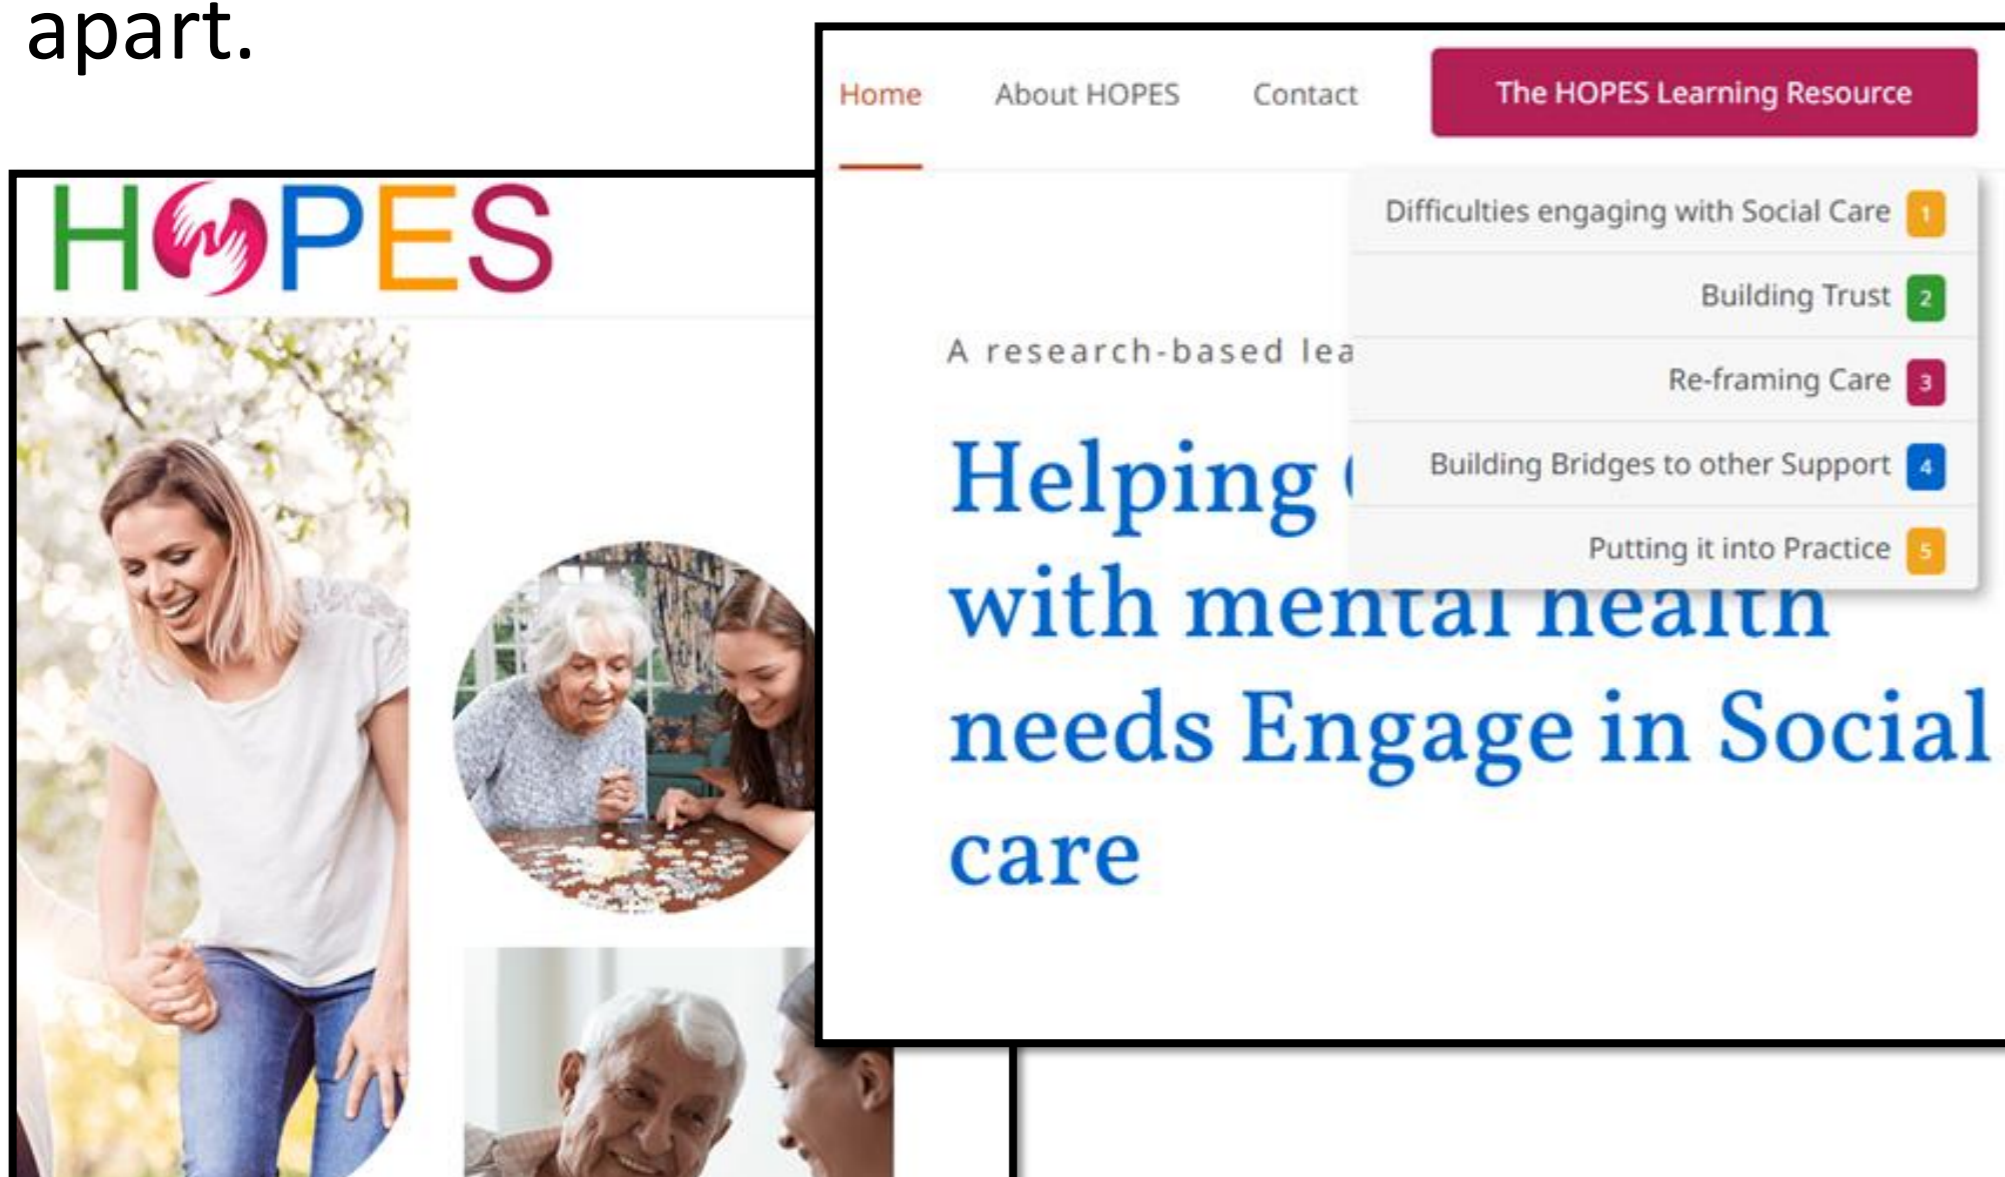 apart.
HOPES
Home About HOPES Contact The HOPES Learning Resource
Difficulties engaging with Social Care 1
Building Trust 2
Re-framing Care 3
Building Bridges to other Support 4
Putting it into Practice 5
A research-based
Helping
with mental health
needs Engage in Social
care